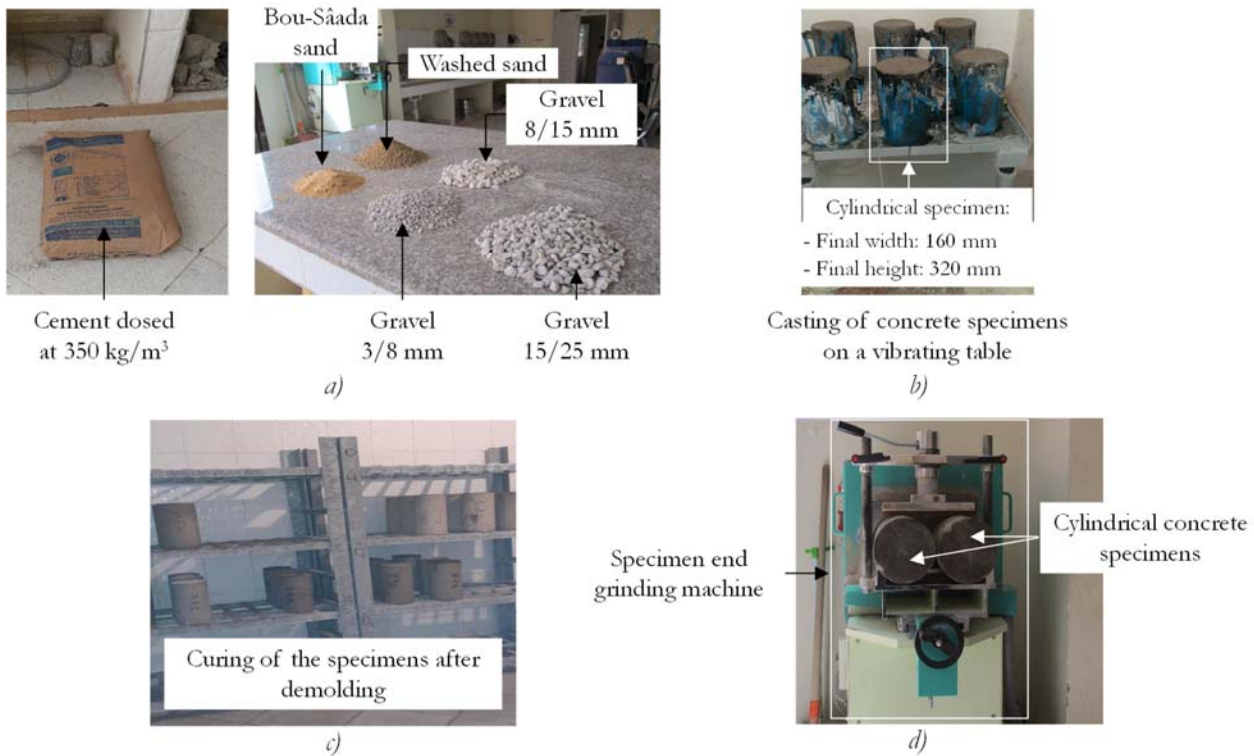 Bou-Sâada
sand
Washed sand
Gravel
8/15 mm
Cement dosed
at 350 kg/m³
Gravel
3/8 mm
Gravel
15/25 mm
a)
Cylindrical specimen:
- Final width: 160 mm
- Final height: 320 mm
Casting of concrete specimens
on a vibrating table
b)
Curing of the specimens after
demolding
c)
Specimen end
grinding machine
Cylindrical concrete
specimens
d)